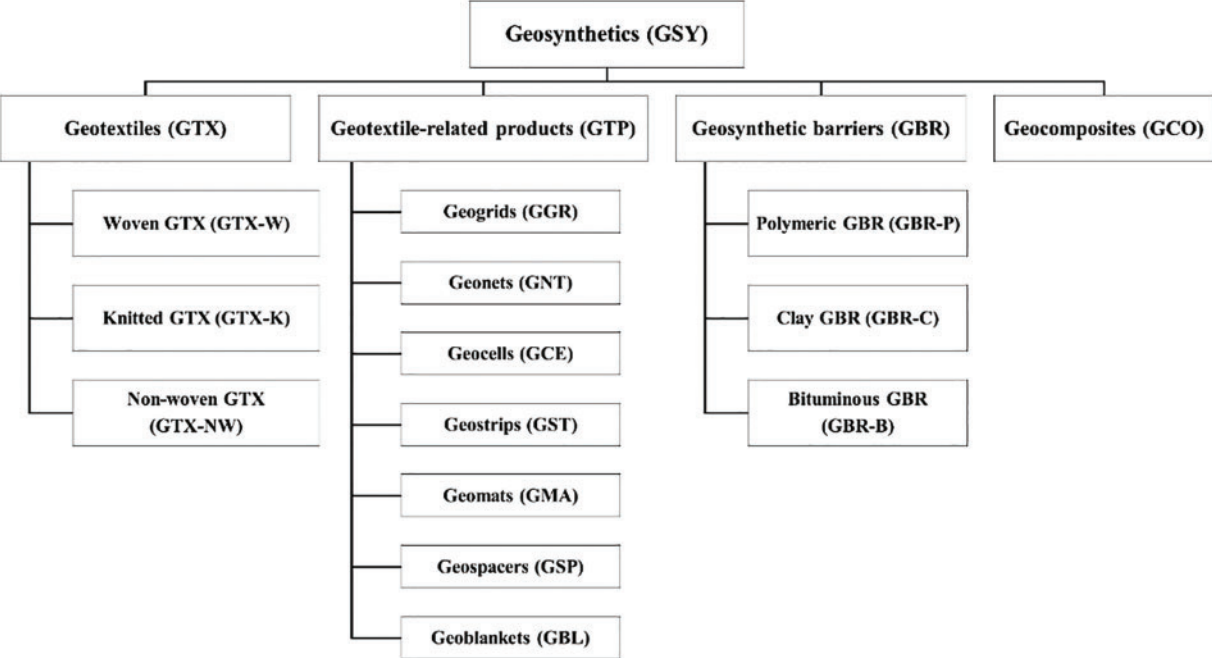 Geosynthetics (GSY)
Geotextiles (GTX)
Geotextile-related products (GTP)
Geosynthetic barriers (GBR)
Geocomposites (GCO)
Woven GTX (GTX-W)
Knitted GTX (GTX-K)
Non-woven GTX
(GTX-NW)
Geogrids (GGR)
Geonets (GNT)
Geocells (GCE)
Geostrips (GST)
Geomats (GMA)
Geospacers (GSP)
Geoblankets (GBL)
Polymeric GBR (GBR-P)
Clay GBR (GBR-C)
Bituminous GBR
(GBR-B)